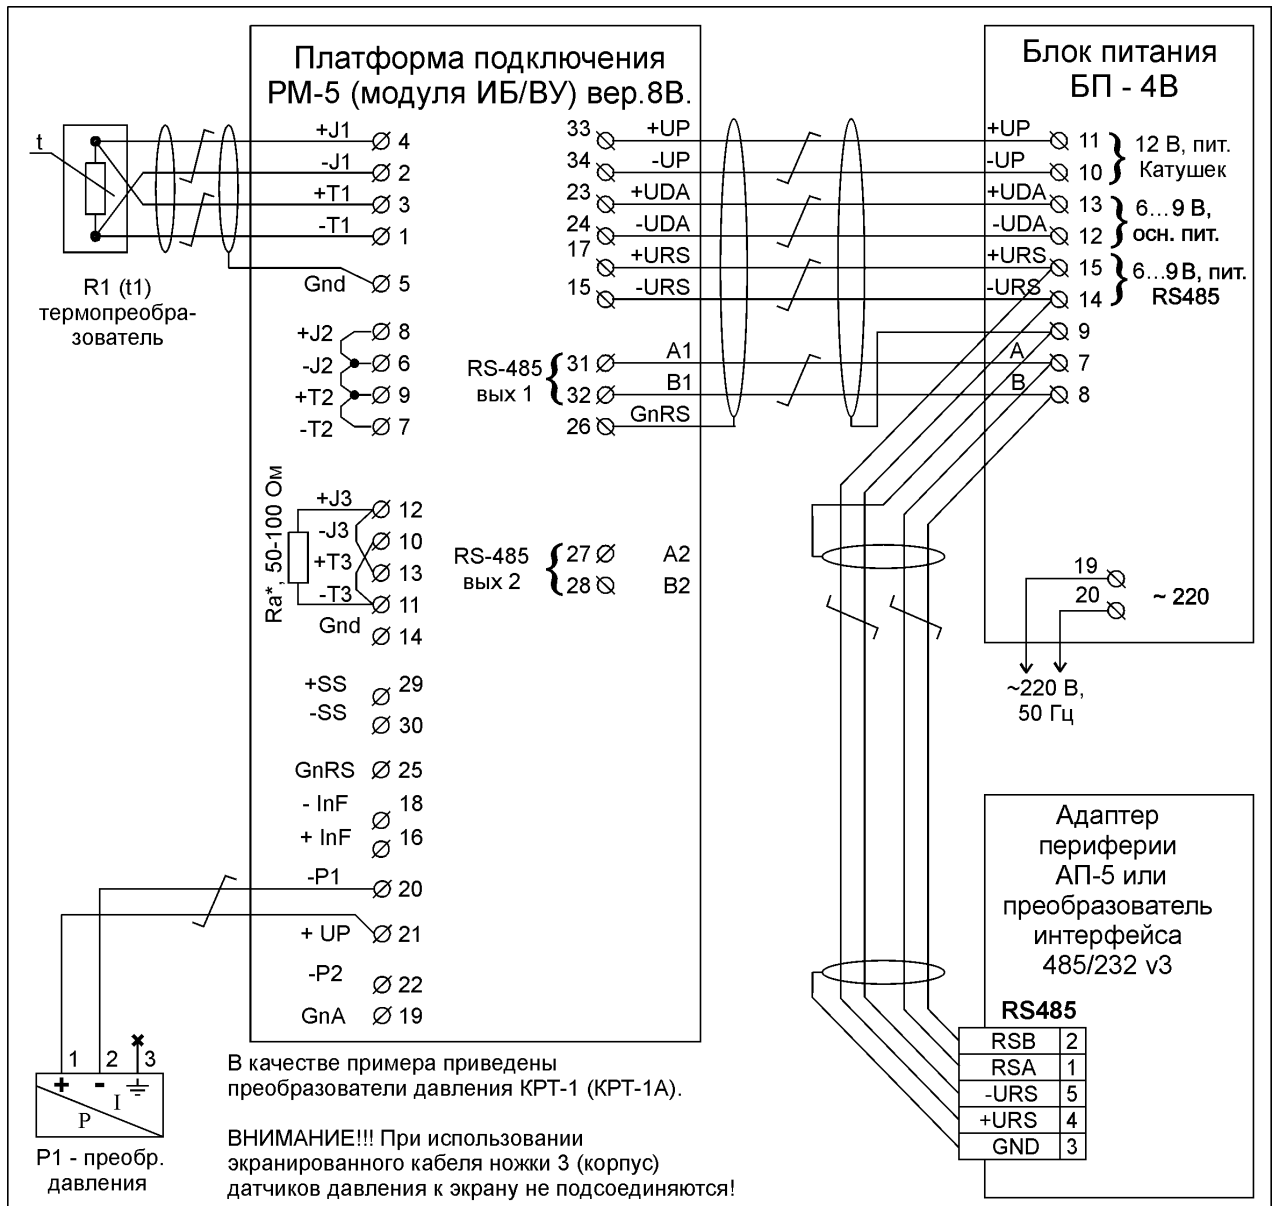 Платформа подключения
РМ-5 (модуля ИБ/ВУ) вер.8В.
Блок питания
БП - 4В
t
R1 (t1)
термопреобра-
зователь
+J1 4
-J1 2
+T1 3
-T1 1
Gnd 5
+J2 8
-J2 6
+T2 9
-T2 7
Ra*, 50-100 Ом
+J3 12
-J3 10
+T3 13
-T3 11
Gnd 14
+SS 29
-SS 30
GnRS 25
- InF 18
+ InF 16
-P1 20
+ UP 21
-P2 22
GnA 19
33 +UP
34 -UP
23 +UDA
24 -UDA
17 +URS
15 -URS
RS-485
вых 1
31 A1
32 B1
26 GnRS
RS-485
вых 2
27 A2
28 B2
+UP 11
-UP 10
12 В, пит.
Катушек
+UDA 13
-UDA 12
6...9 В,
осн. пит.
+URS 15
-URS 14
6...9 В, пит.
RS485
9
A 7
B 8
19
20
~ 220
~220 В,
50 Гц
Адаптер
периферии
АП-5 или
преобразователь
интерфейса
485/232 v3
RS485
RSB 2
RSA 1
-URS 5
+URS 4
GND 3
1 2 3
+ -
I
P
P1 - преобр.
давления
В качестве примера приведены
преобразователи давления КРТ-1 (КРТ-1А).
ВНИМАНИЕ!!! При использовании
экранированного кабеля ножки 3 (корпус)
датчиков давления к экрану не подсоединяются!